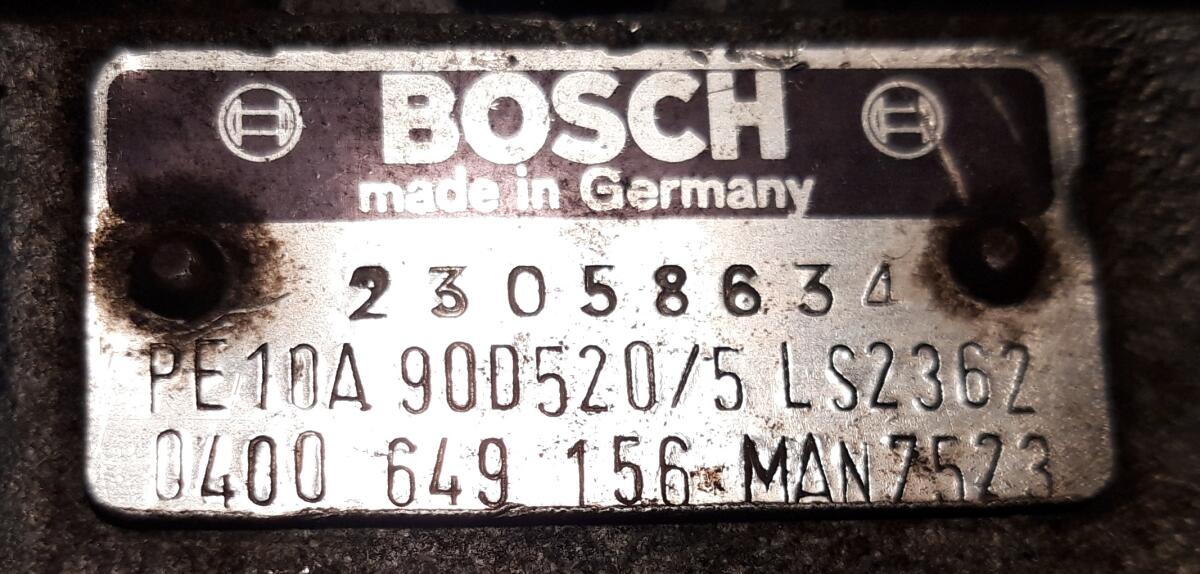 BOSCH
made in Germany
23058634
PE10A 90D520/5 LS2362
0400 649 156 MAN7523